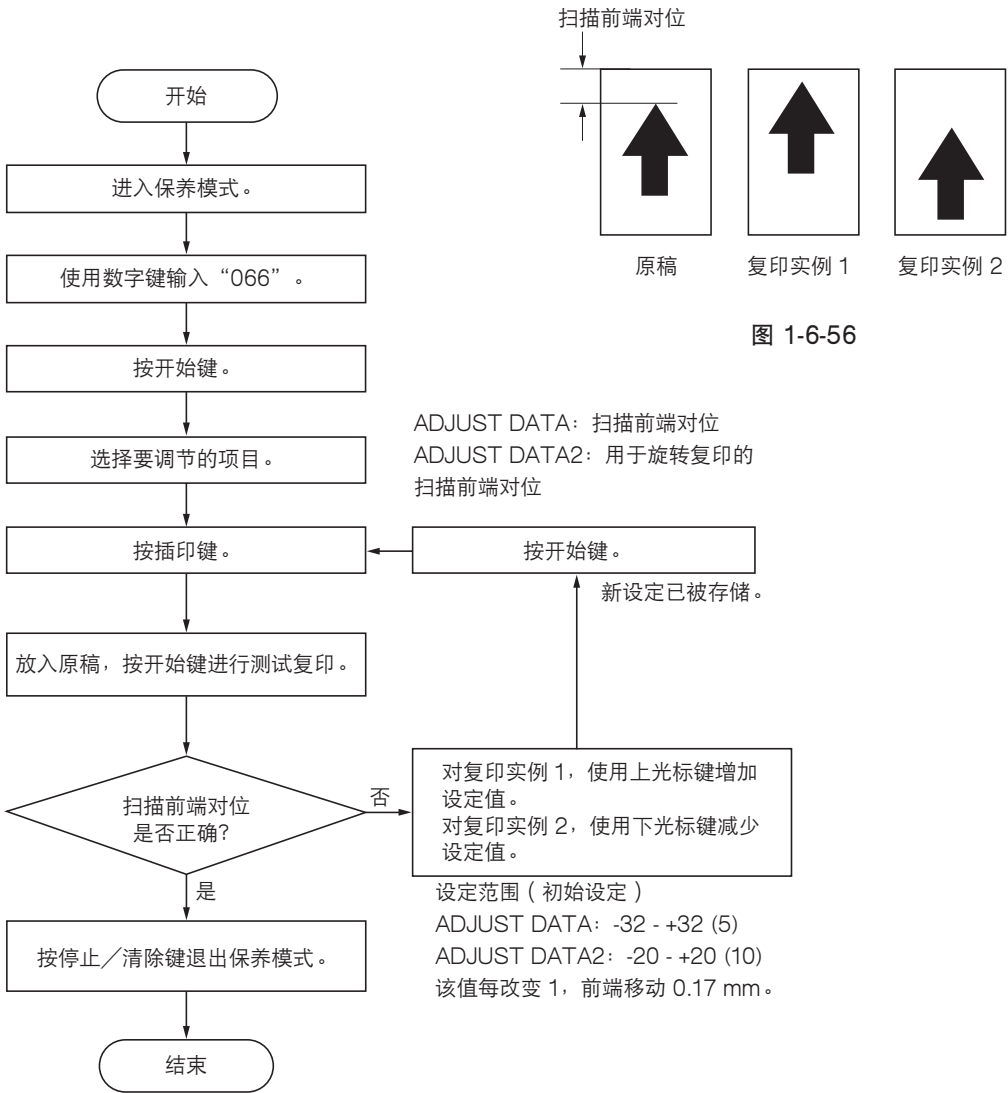 扫描前端对位
原稿
复印实例 1
复印实例 2
图 1-6-56
开始
进入保养模式。
使用数字键输入“066”。
按开始键。
选择要调节的项目。
ADJUST DATA：扫描前端对位
ADJUST DATA2：用于旋转复印的
扫描前端对位
按插印键。
按开始键。
新设定已被存储。
放入原稿，按开始键进行测试复印。
扫描前端对位
是否正确？
否
对复印实例 1，使用上光标键增加
设定值。
对复印实例 2，使用下光标键减少
设定值。
设定范围（初始设定）
ADJUST DATA：-32 - +32 (5)
ADJUST DATA2：-20 - +20 (10)
该值每改变 1，前端移动 0.17 mm。
是
按停止／清除键退出保养模式。
结束